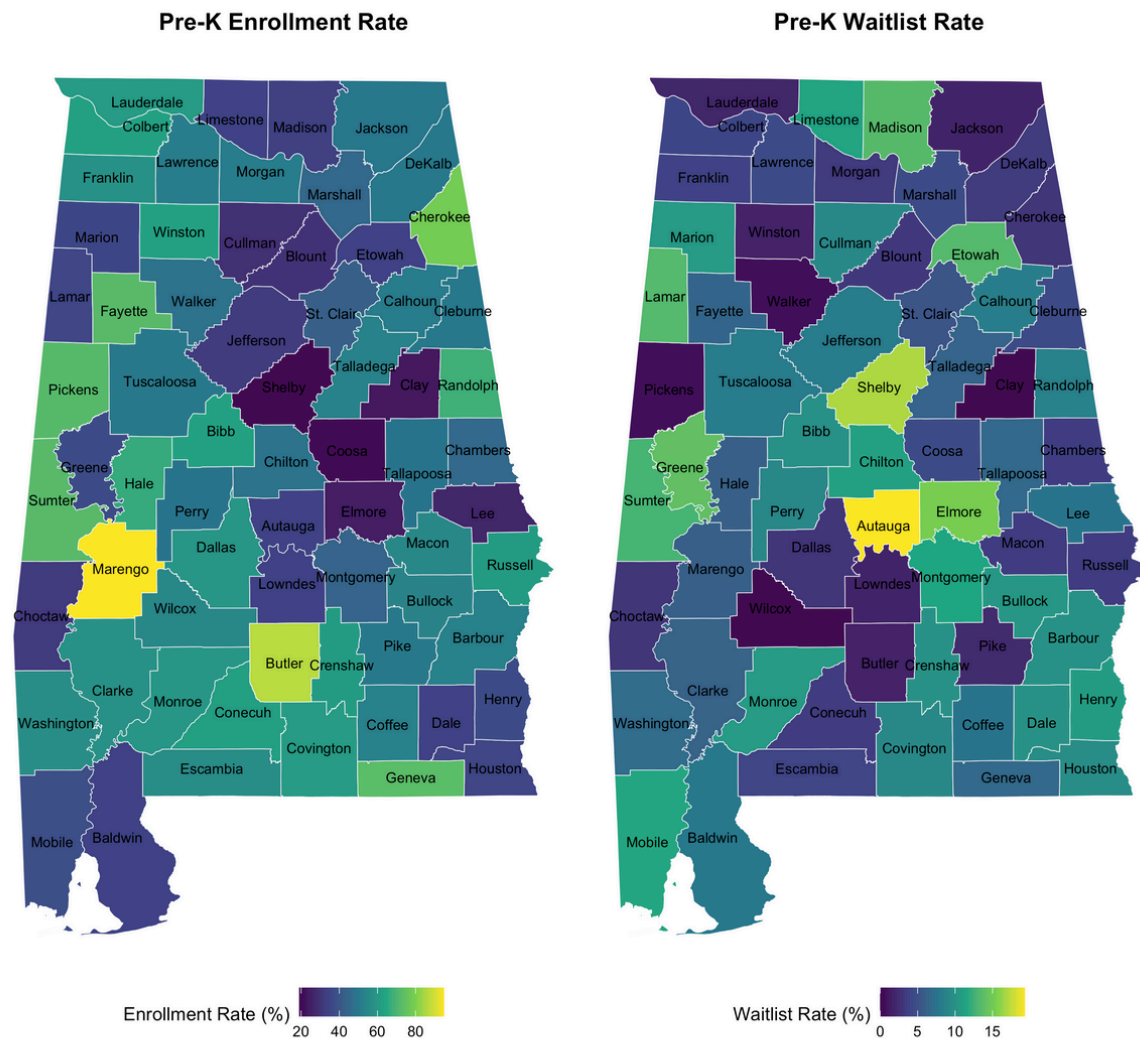 Pre-K Enrollment Rate
Lauderdale
Limestone
Colbert
Madison
Jackson
Lawrence
DeKalb
Morgan
Franklin
Marshall
Cherokee
Winston
Marion
Cullman
Blount
Etowah
Lamar
Walker
Calhoun
Fayette
Cleburne
St. Clair
Jefferson
Talladega
Tuscaloosa
Shelby
Clay
Randolph
Pickens
Bibb
Coosa
Chambers
Chilton
Greene
Tallapoosa
Hale
Sumter
Perry
Elmore
Lee
Autauga
Macon
Dallas
Russell
Marengo
Montgomery
Lowndes
Bullock
Wilcox
Choctaw
Barbour
Pike
Butler
Crenshaw
Clarke
Henry
Monroe
Conecuh
Washington
Coffee
Dale
Covington
Escambia
Houston
Geneva
Mobile
Baldwin
Enrollment Rate (%)
20 40 60 80
Pre-K Waitlist Rate
Lauderdale
Limestone
Colbert
Madison
Jackson
Lawrence
DeKalb
Morgan
Franklin
Marshall
Cherokee
Winston
Marion
Cullman
Blount
Etowah
Lamar
Walker
Calhoun
Fayette
Cleburne
St. Clair
Jefferson
Talladega
Tuscaloosa
Shelby
Clay
Randolph
Pickens
Bibb
Coosa
Chambers
Chilton
Greene
Tallapoosa
Hale
Sumter
Perry
Elmore
Lee
Autauga
Macon
Dallas
Russell
Marengo
Montgomery
Lowndes
Bullock
Wilcox
Choctaw
Barbour
Pike
Butler
Crenshaw
Clarke
Henry
Monroe
Conecuh
Washington
Coffee
Dale
Covington
Escambia
Houston
Geneva
Mobile
Baldwin
Waitlist Rate (%)
0 5 10 15